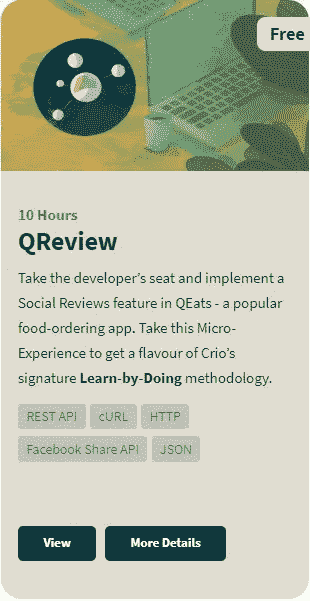 Free
10 Hours
QReview
Take the developer's seat and implement a
Social Reviews feature in QEats - a popular
food-ordering app. Take this Micro-
Experience to get a flavour of Crio's
signature Learn-by-Doing methodology.
REST API cURL HTTP
Facebook Share API JSON
View More Details